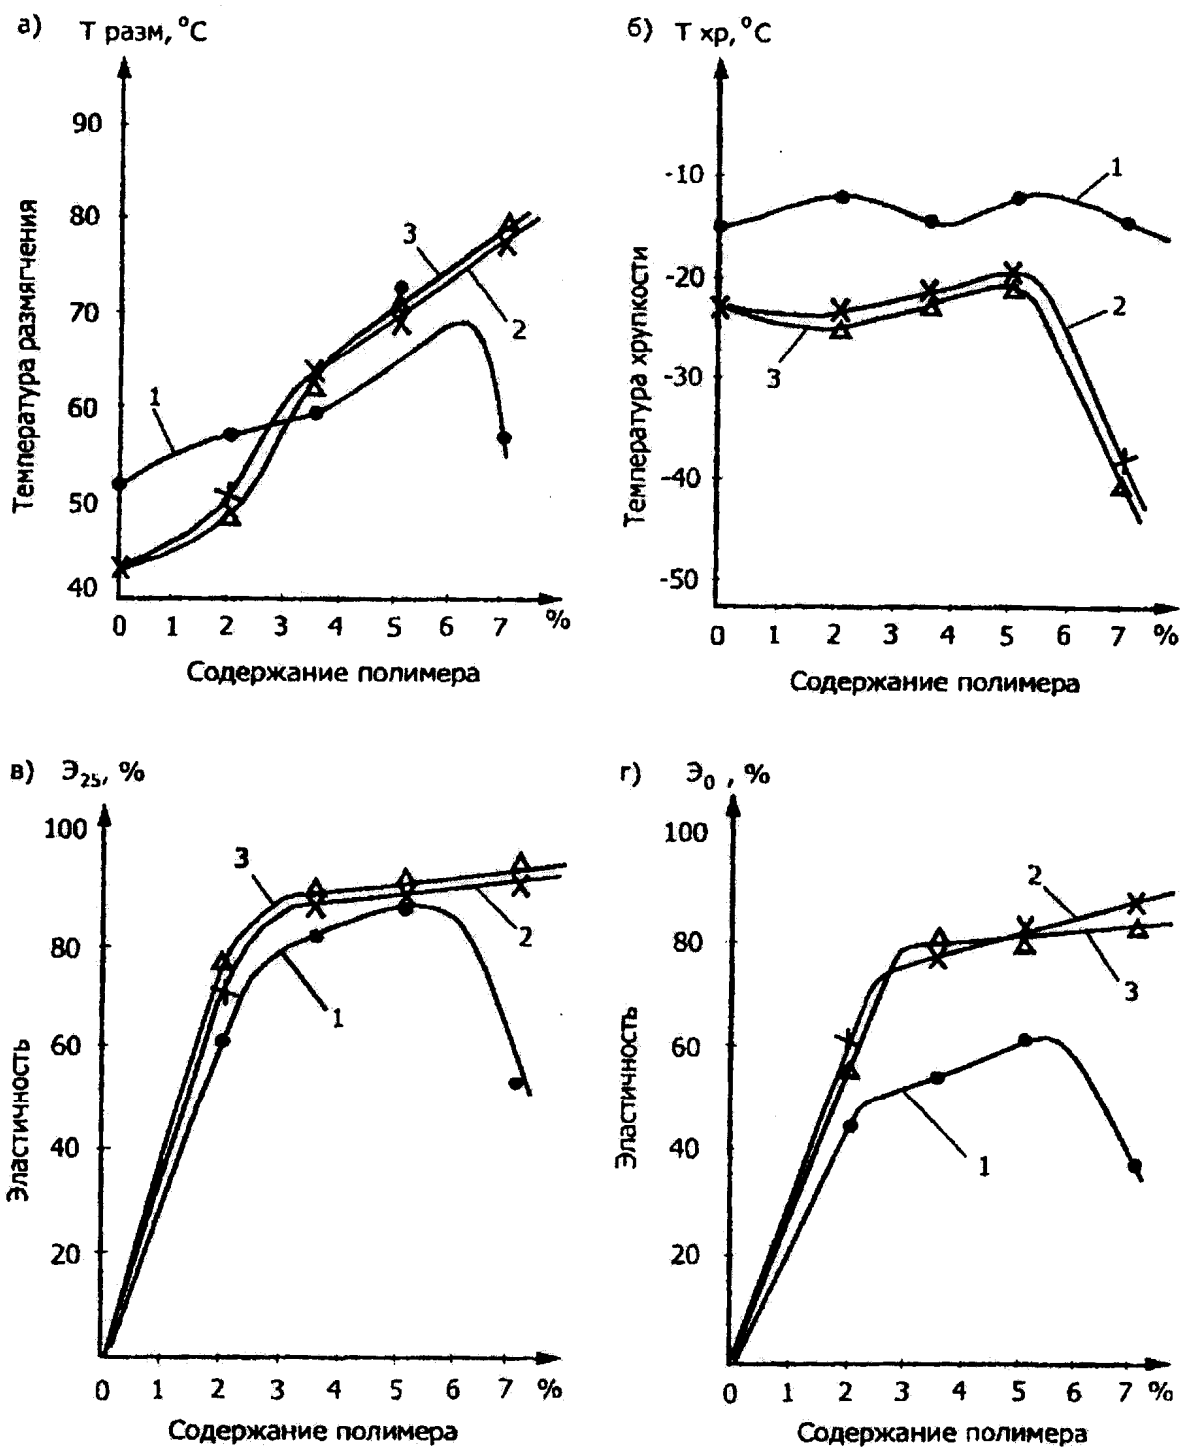 а) Т разм, °С
90
80
70
60
50
40
Температура размягчения
1
3
2
0 1 2 3 4 5 6 7 %
Содержание полимера
б) Т хр, °С
-10
-20
-30
-40
-50
Температура хрупкости
1
2
3
0 1 2 3 4 5 6 7 %
Содержание полимера
в) Э25, %
100
80
60
40
20
Эластичность
3
2
1
0 1 2 3 4 5 6 7 %
Содержание полимера
г) Э0 , %
100
80
60
40
20
Эластичность
2
3
1
0 1 2 3 4 5 6 7 %
Содержание полимера